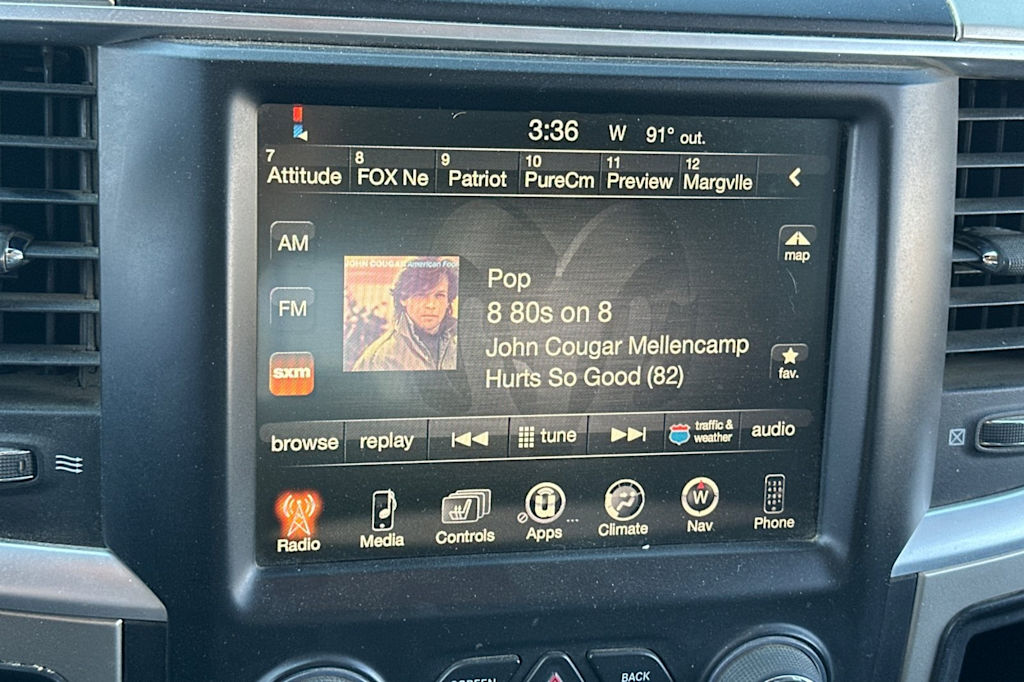 3:36 W 91° out.
7 8 9 10 11 12
Attitude FOX Ne Patriot PureCm Preview Margvlle
AM
map
JOHN COUGAR American Fool
Pop
FM
8 80s on 8
John Cougar Mellencamp
sxm
Hurts So Good (82)
fav.
browse replay tune traffic & weather audio
W
Radio Media Controls Apps Climate Nav Phone
SCREEN BACK